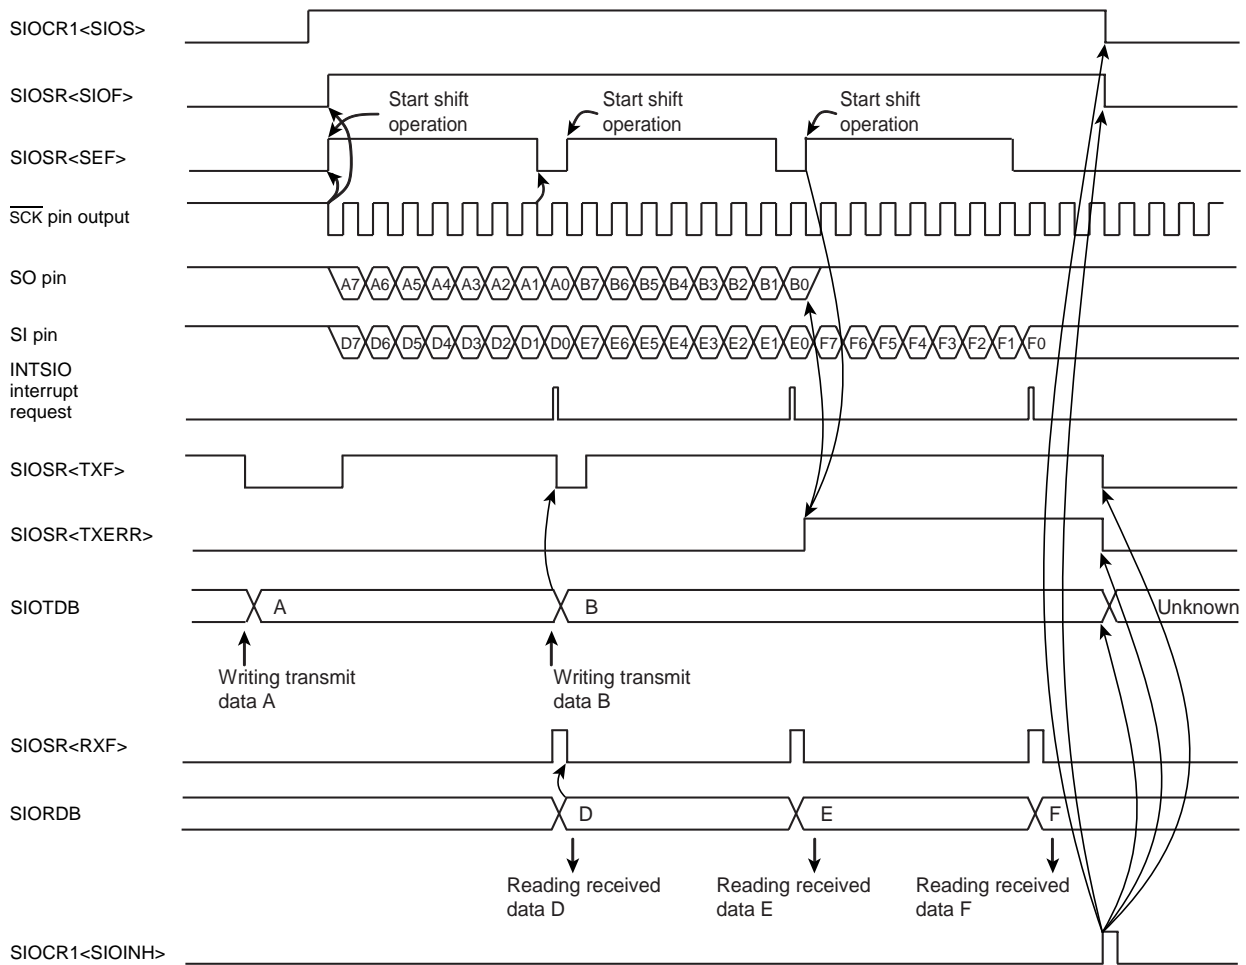 SIOCR1<SIOS>
SIOSR<SIOF>
Start shift operation
Start shift operation
Start shift operation
SIOSR<SEF>
SCK pin output
SO pin
A7 A6 A5 A4 A3 A2 A1 A0 B7 B6 B5 B4 B3 B2 B1 B0
SI pin
D7 D6 D5 D4 D3 D2 D1 D0 E7 E6 E5 E4 E3 E2 E1 E0 F7 F6 F5 F4 F3 F2 F1 F0
INTSIO
interrupt
request
SIOSR<TXF>
SIOSR<TXERR>
SIOTDB
A
B
Unknown
Writing transmit
data A
Writing transmit
data B
SIOSR<RXF>
SIORDB
D
E
F
Reading received
data D
Reading received
data E
Reading received
data F
SIOCR1<SIOINH>